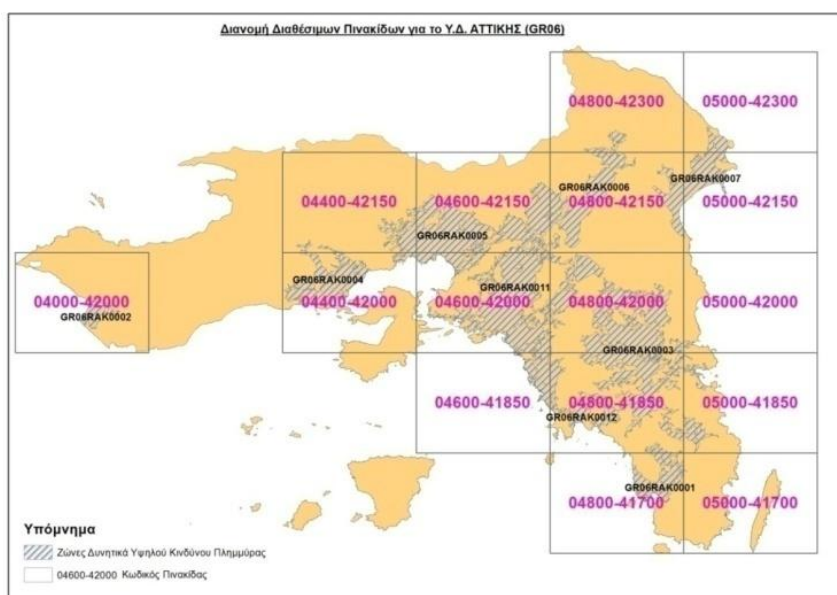 Διανομή Διαθέσιμων Πινακίδων για το Υ.Δ. ΑΤΤΙΚΗΣ (GR06)
04800-42300 05000-42300
GR06RAK0007
GR06RAK0006
04400-42150 04600-42150 04800-42150 05000-42150
GR06RAK0005
GR06RAK0004
GR06RAK0011
04000-42000 04400-42000 04600-42000 04800-42000 05000-42000
GR06RAK0002
GR06RAK0003
04600-41850 04800-41850 05000-41850
GR06RAK0012
GR06RAK0001
04800-41700 05000-41700
Υπόμνημα
Ζώνες Δυνητικά Υψηλού Κινδύνου Πλημμύρας
04600-42000 Κωδικός Πινακίδας